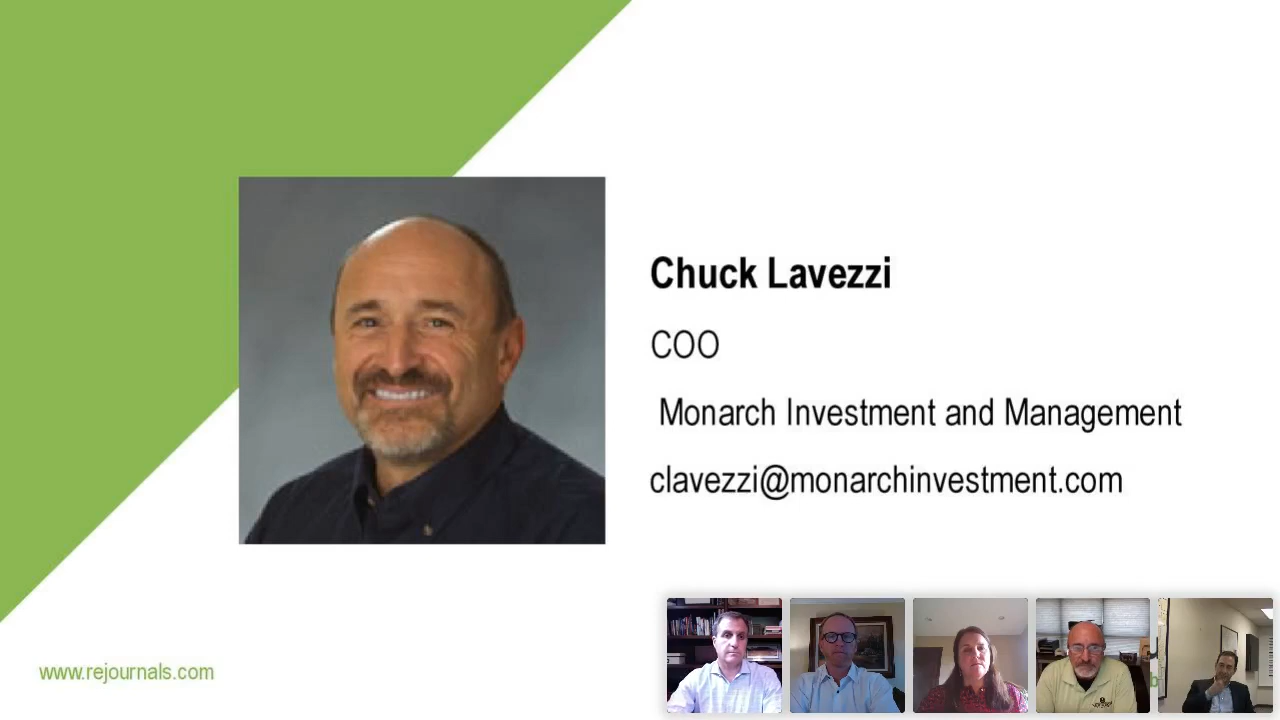 Chuck Lavezzi
COO
Monarch Investment and Management
clavezzi@monarchinvestment.com
www.rejournals.com